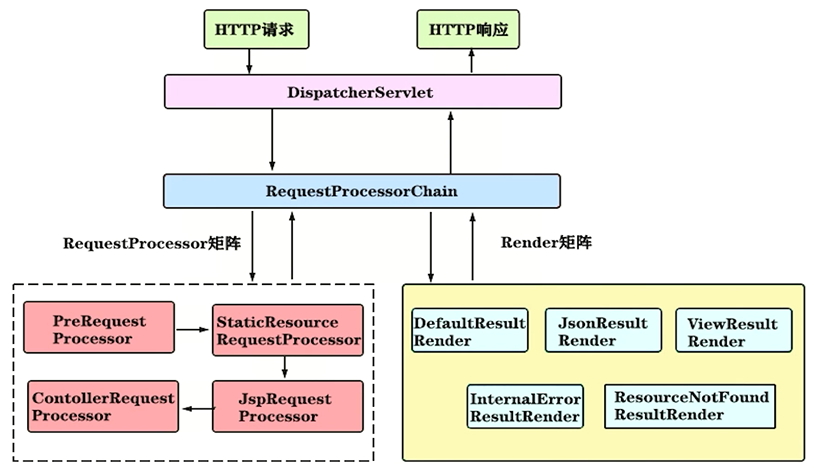 HTTP请求
HTTP响应
DispatcherServlet
RequestProcessorChain
RequestProcessor矩阵
Render矩阵
PreRequest
Processor
StaticResource
RequestProcessor
ContollerRequest
Processor
JspRequest
Processor
DefaultResult
Render
JsonResult
Render
ViewResult
Render
InternalError
ResultRender
ResourceNotFound
ResultRender